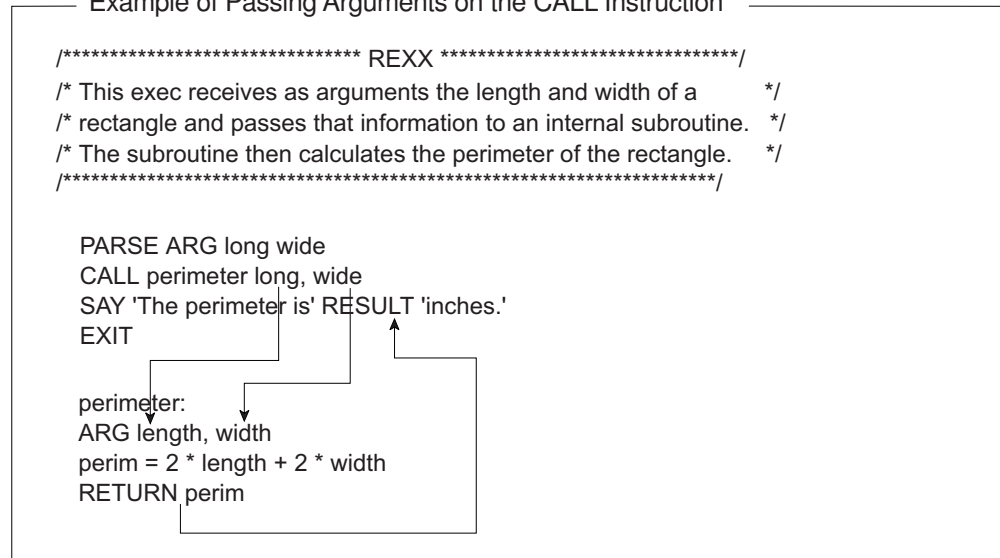 Example of Passing Arguments on the CALL Instruction
/******************************** REXX ********************************/
/* This exec receives as arguments the length and width of a */
/* rectangle and passes that information to an internal subroutine. */
/* The subroutine then calculates the perimeter of the rectangle. */
/**********************************************************************/
PARSE ARG long wide
CALL perimeter long, wide
SAY 'The perimeter is' RESULT 'inches.'
EXIT
perimeter:
ARG length, width
perim = 2 * length + 2 * width
RETURN perim